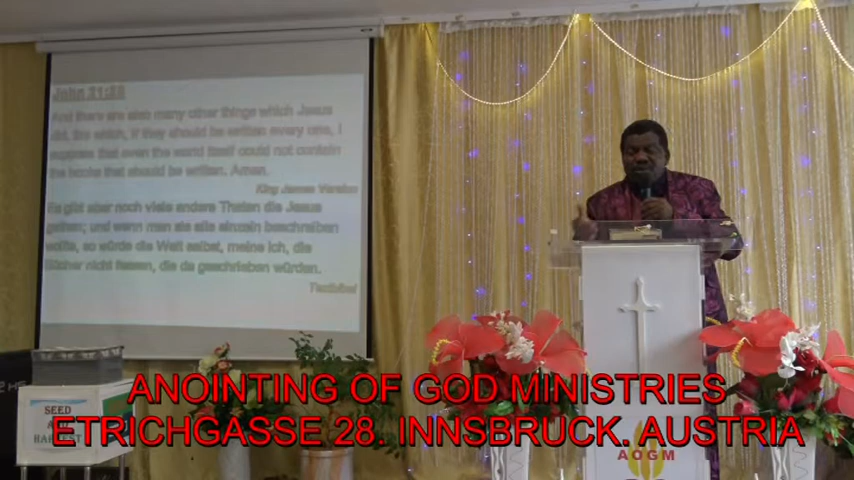 John 21:25
And there are also many other things which Jesus
did, the which, if they should be written every one, I
suppose that even the world itself could not contain
the books that should be written. Amen.
King James Version
Es gibt aber noch viele andere Thaten die Jesus
gethan; und wenn man sie alle einzeln beschreiben
wollte, so würde die Welt selbst, meine ich, die
Bücher nicht fassen, die da geschrieben würden.
Textbibel
SEED
HARVEST
AOGM
ANOINTING OF GOD MINISTRIES
ETRICHGASSE 28. INNSBRUCK. AUSTRIA